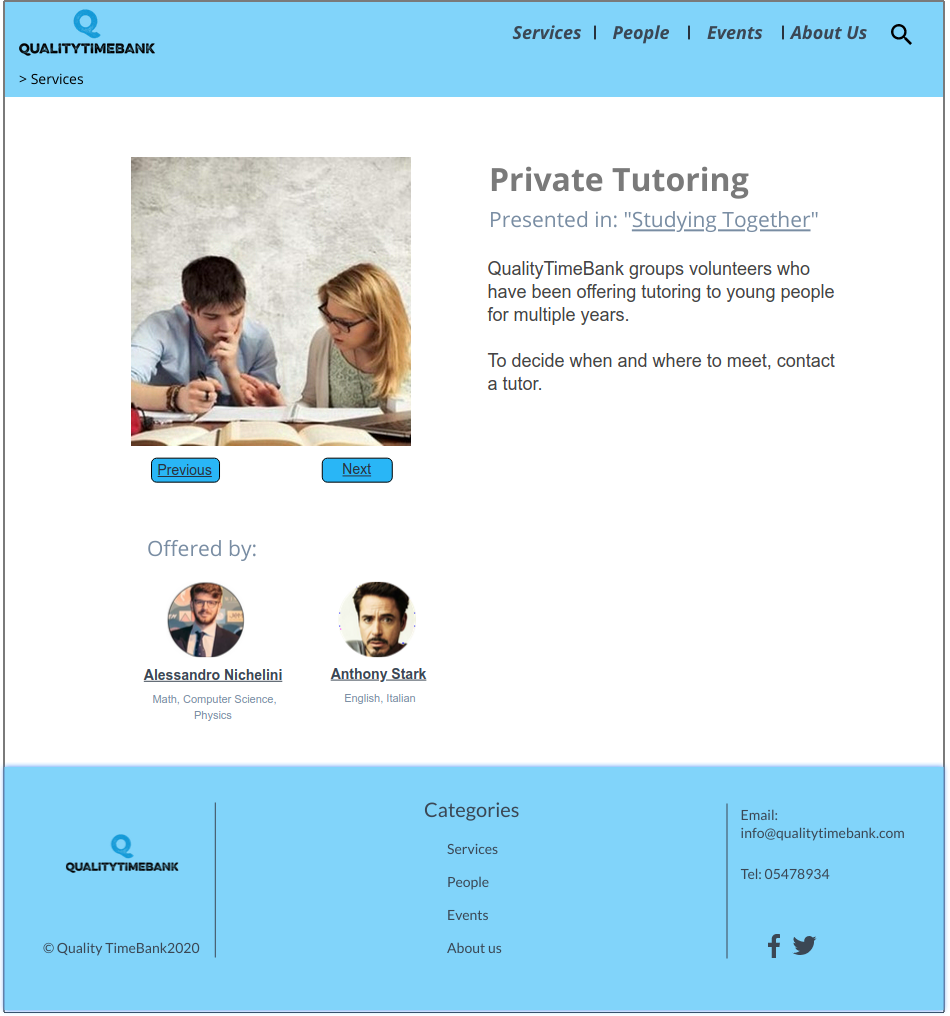 QUALITYTIMEBANK
Services | People | Events | About Us
> Services
Private Tutoring
Presented in: "Studying Together"
QualityTimeBank groups volunteers who
have been offering tutoring to young people
for multiple years.
To decide when and where to meet, contact
a tutor.
Previous
Next
Offered by:
Alessandro Nichelini
Math, Computer Science,
Physics
Anthony Stark
English, Italian
QUALITYTIMEBANK
© Quality TimeBank2020
Categories
Services
People
Events
About us
Email:
info@qualitytimebank.com
Tel: 05478934